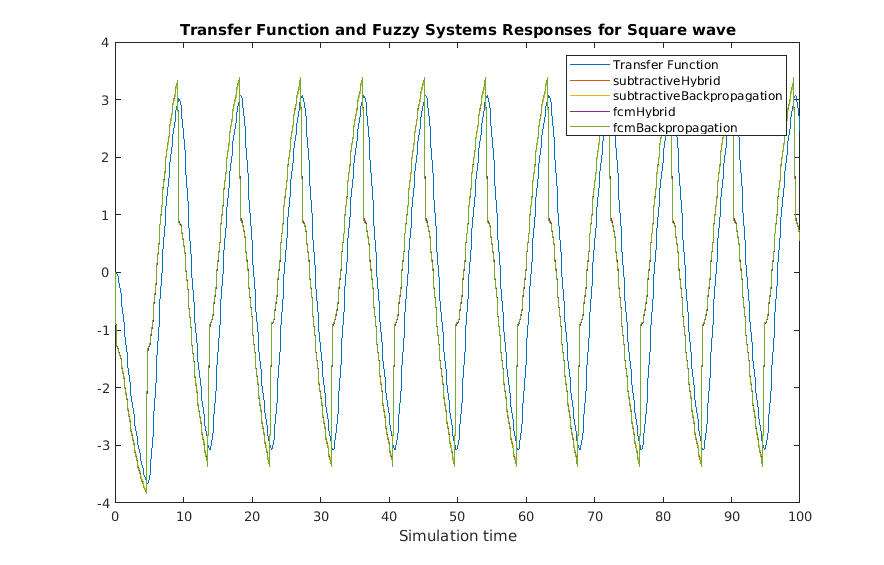 Transfer Function and Fuzzy Systems Responses for Square wave
4
3
2
1
0
-1
-2
-3
-4
Transfer Function
subtractiveHybrid
subtractiveBackpropagation
fcmHybrid
fcmBackpropagation
0 10 20 30 40 50 60 70 80 90 100
Simulation time